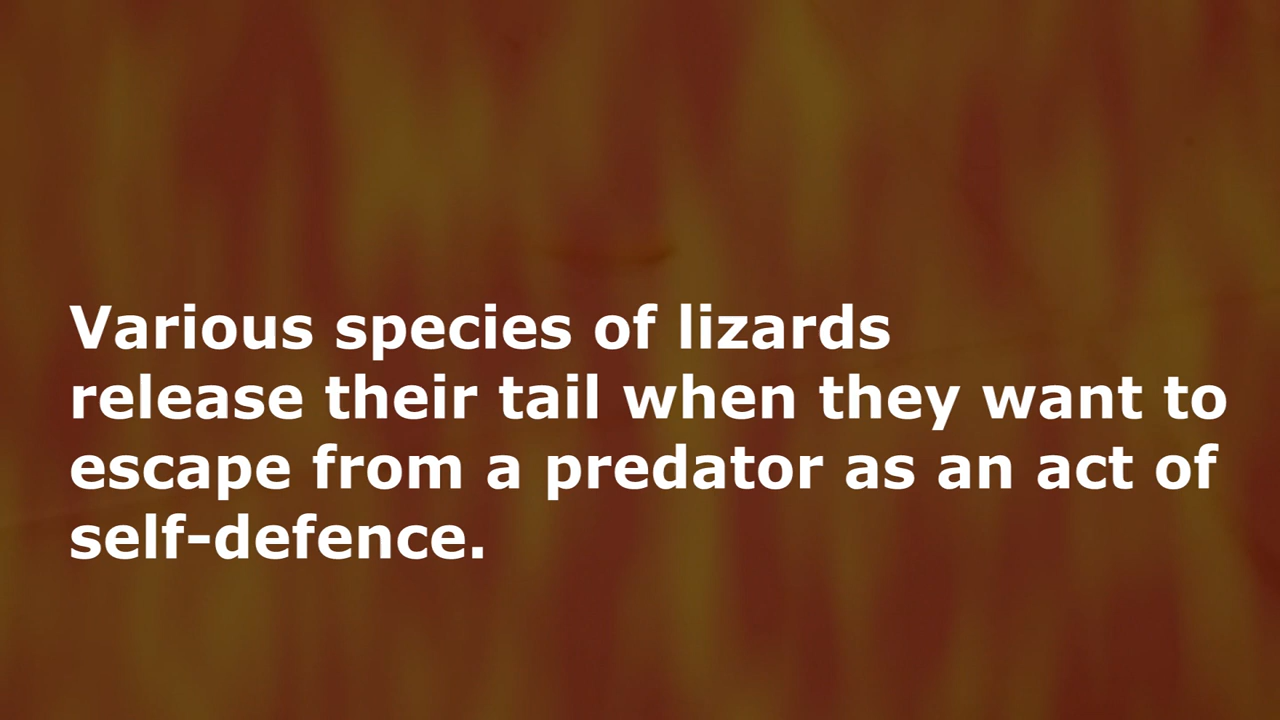 Various species of lizards
release their tail when they want to
escape from a predator as an act of
self-defence.